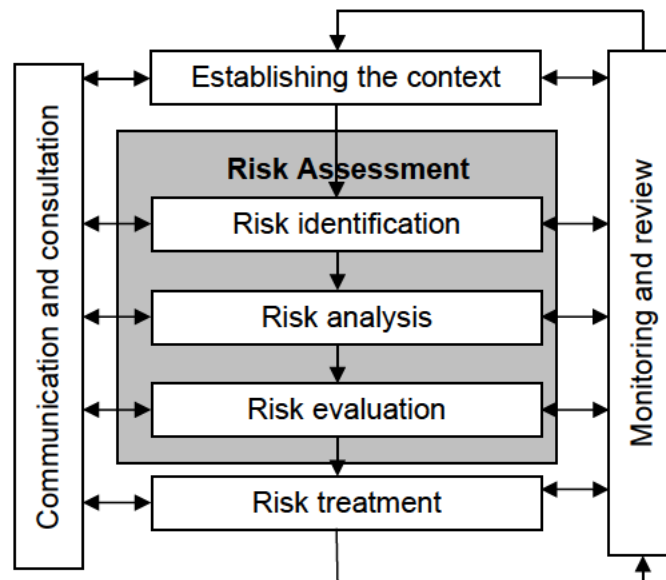 Establishing the context
Communication and consultation
Risk Assessment
Risk identification
Risk analysis
Risk evaluation
Risk treatment
Monitoring and review